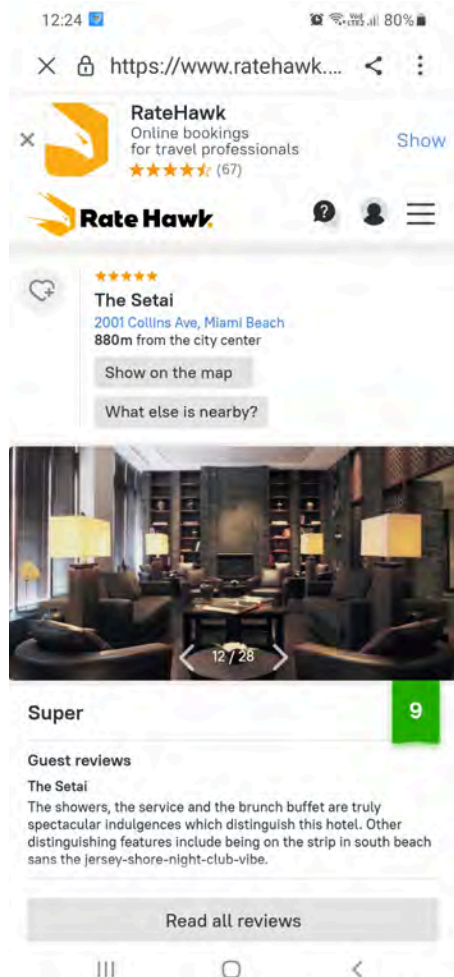 12:24
80%
https://www.ratehawk....
RateHawk
Online bookings
for travel professionals
(67)
Show
RateHawk
The Setai
2001 Collins Ave, Miami Beach
880m from the city center
Show on the map
What else is nearby?
12 / 28
Super
9
Guest reviews
The Setai
The showers, the service and the brunch buffet are truly
spectacular indulgences which distinguish this hotel. Other
distinguishing features include being on the strip in south beach
sans the jersey-shore-night-club-vibe.
Read all reviews